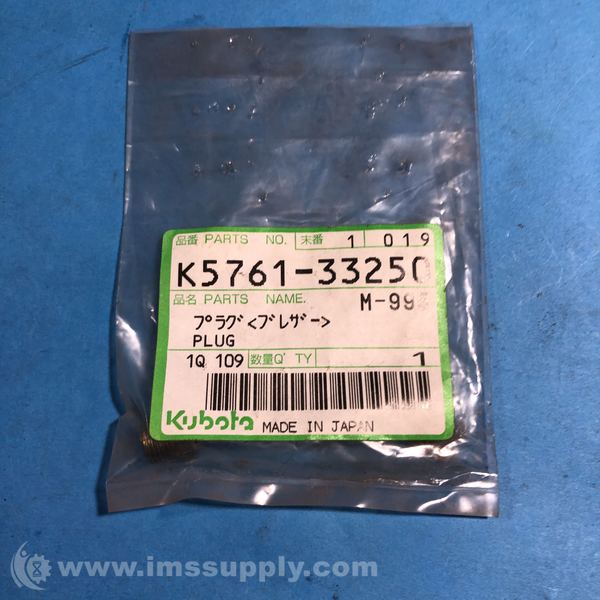 品番 PARTS NO. 末番 1 019
K5761-33250
品名 PARTS NAME. M-99
ﾌﾟﾗｸﾞ<ﾌﾞﾚｻﾞｰ>
PLUG
1Q 109 数量Q'TY 1
Kubota MADE IN JAPAN
www.imssupply.com